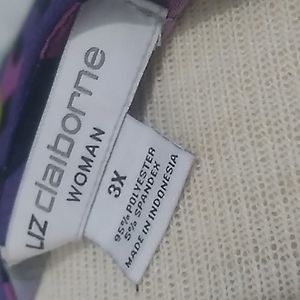 LIZ claiborne
WOMAN
3X
95% POLYESTER
5% SPANDEX
MADE IN INDONESIA